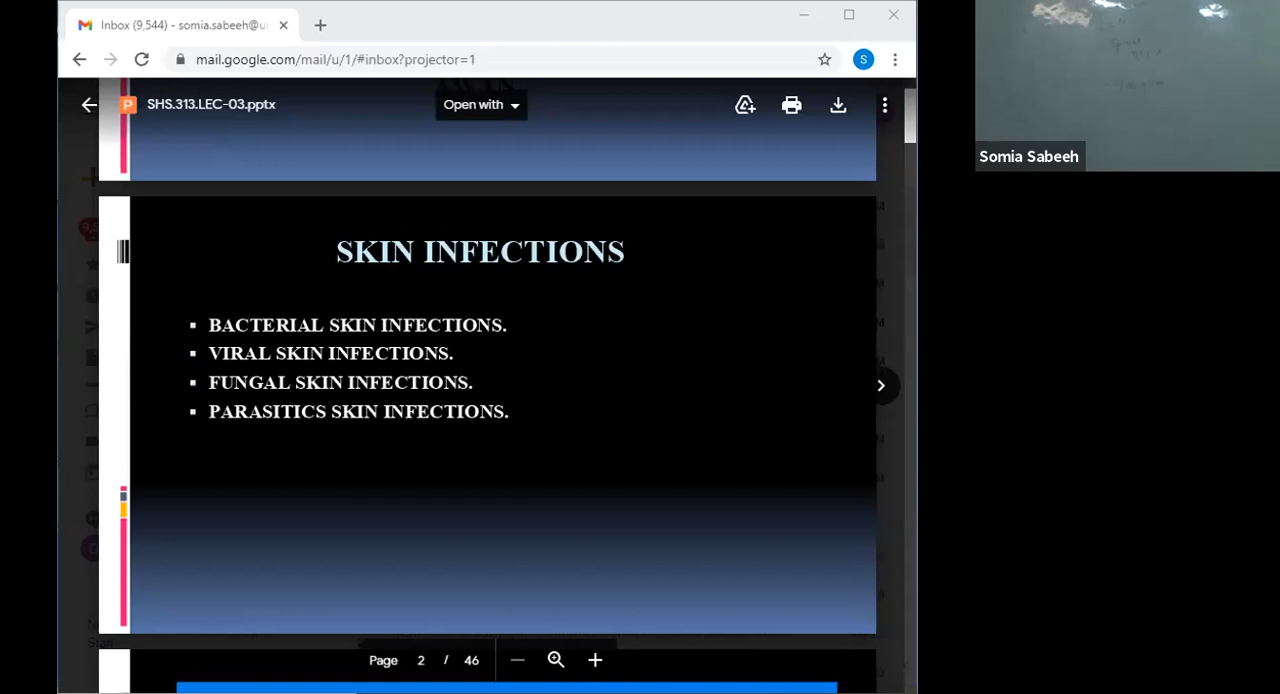 Inbox (9,544) - somia.sabeeh@u
mail.google.com/mail/u/1/#inbox?projector=1
S
P
SHS.313.LEC-03.pptx
Open with
Somia Sabeeh
SKIN INFECTIONS
▪ BACTERIAL SKIN INFECTIONS.
▪ VIRAL SKIN INFECTIONS.
▪ FUNGAL SKIN INFECTIONS.
▪ PARASITICS SKIN INFECTIONS.
Page 2 / 46